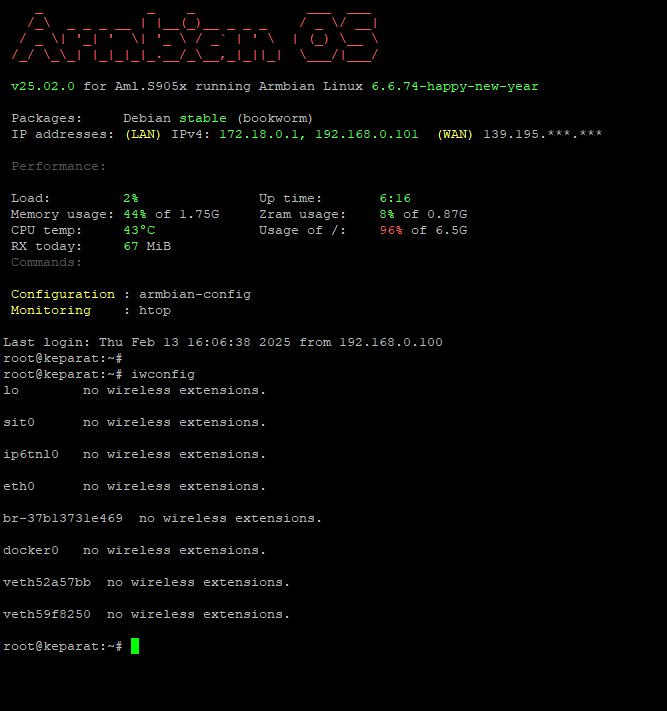 Armbian OS
v25.02.0 for Aml.S905x running Armbian Linux 6.6.74-happy-new-year
Packages: Debian stable (bookworm)
IP addresses: (LAN) IPv4: 172.18.0.1, 192.168.0.101 (WAN) 139.195.***.***
Performance:
Load: 2% Up time: 6:16
Memory usage: 44% of 1.75G Zram usage: 8% of 0.87G
CPU temp: 43°C Usage of /: 96% of 6.5G
RX today: 67 MiB
Commands:
Configuration : armbian-config
Monitoring : htop
Last login: Thu Feb 13 16:06:38 2025 from 192.168.0.100
root@keparat:~#
root@keparat:~# iwconfig
lo no wireless extensions.
sit0 no wireless extensions.
ip6tnl0 no wireless extensions.
eth0 no wireless extensions.
br-37b13731e469 no wireless extensions.
docker0 no wireless extensions.
veth52a57bb no wireless extensions.
veth59f8250 no wireless extensions.
root@keparat:~#